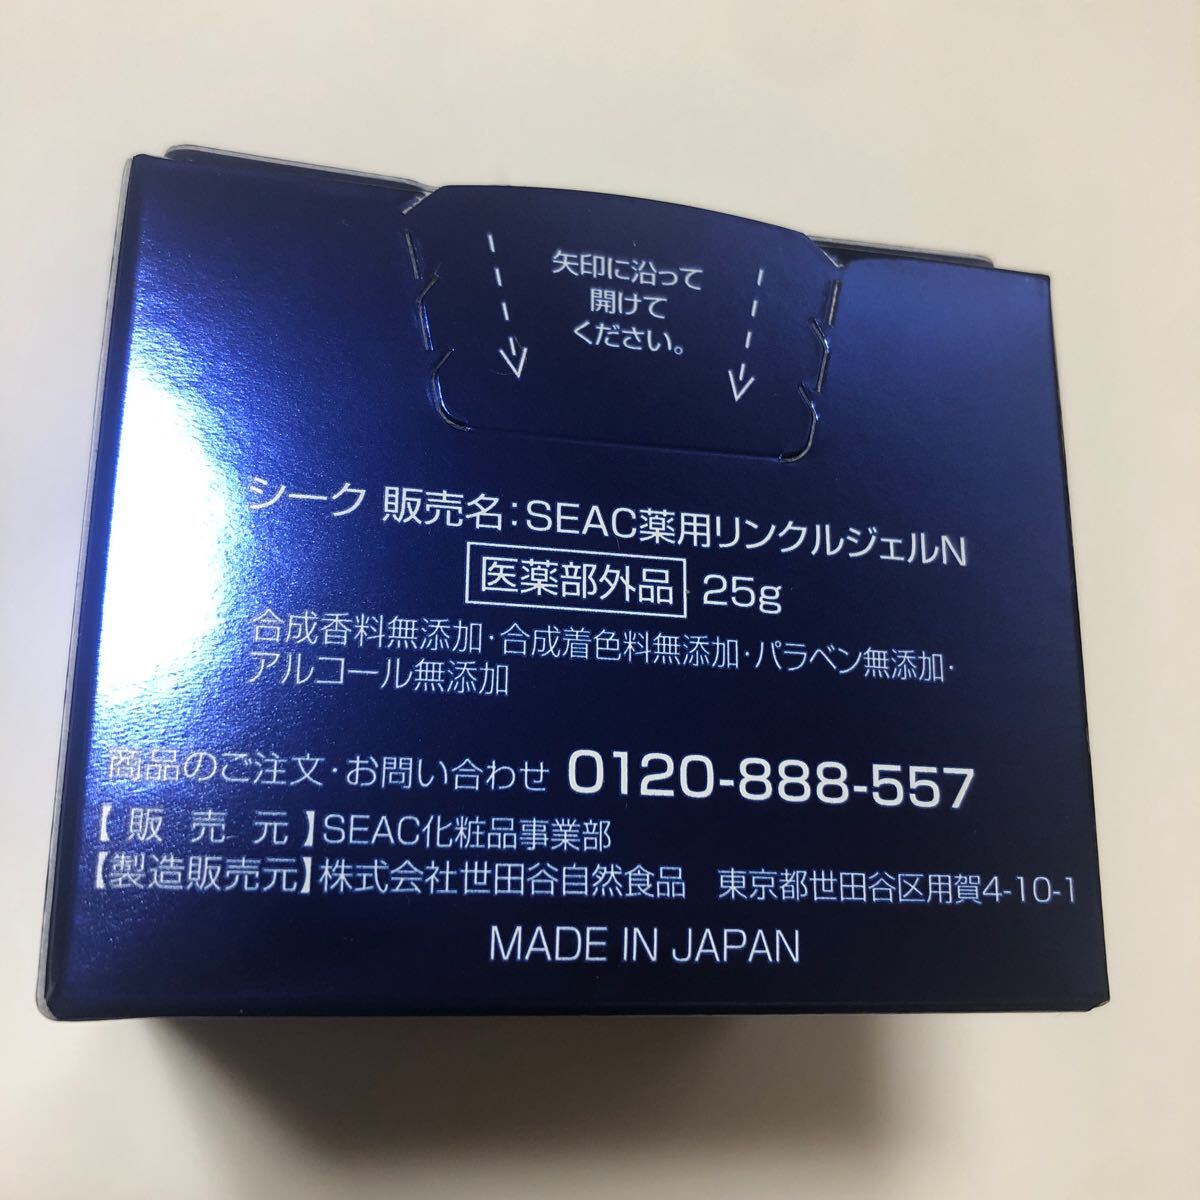 矢印に沿って
開けて
ください。
シーク 販売名:SEAC薬用リンクルジェルN
医薬部外品 25g
合成香料無添加・合成着色料無添加・パラベン無添加・
アルコール無添加
商品のご注文・お問い合わせ 0120-888-557
【販売元】SEAC化粧品事業部
【製造販売元】株式会社世田谷自然食品 東京都世田谷区用賀4-10-1
MADE IN JAPAN